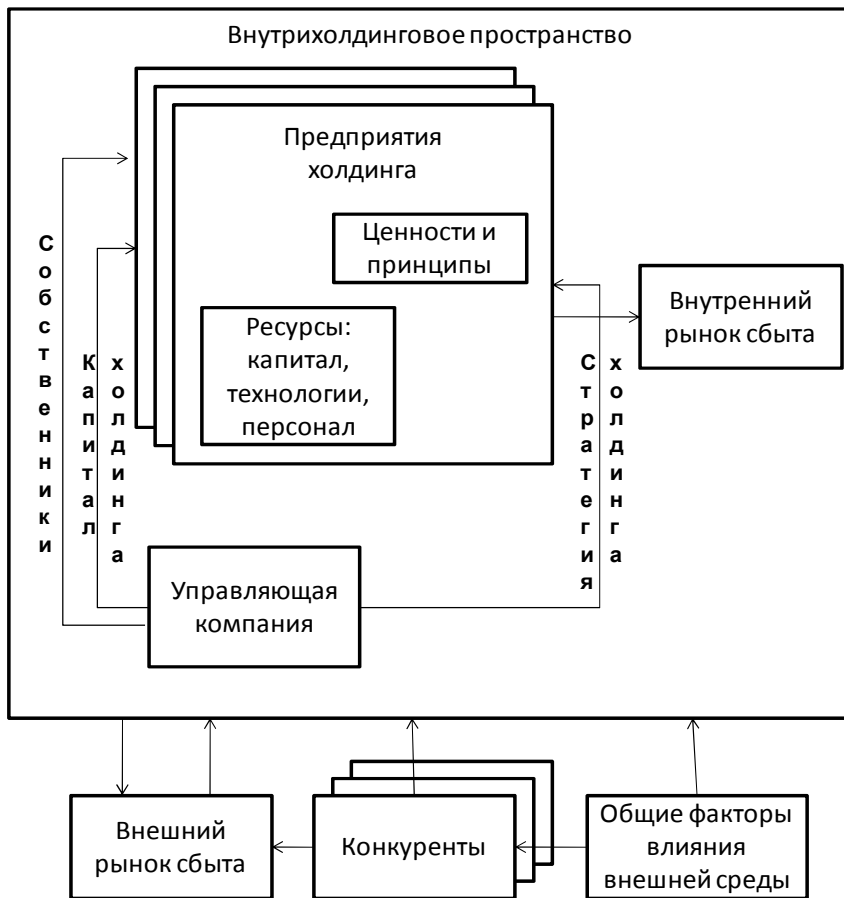 Внутрихолдинговое пространство
Предприятия
холдинга
Ценности и
принципы
Ресурсы:
капитал,
технологии,
персонал
Внутренний
рынок сбыта
Собственники
Капитал
холдинга
Стратегия
холдинга
Управляющая
компания
Внешний
рынок сбыта
Конкуренты
Общие факторы
влияния
внешней среды